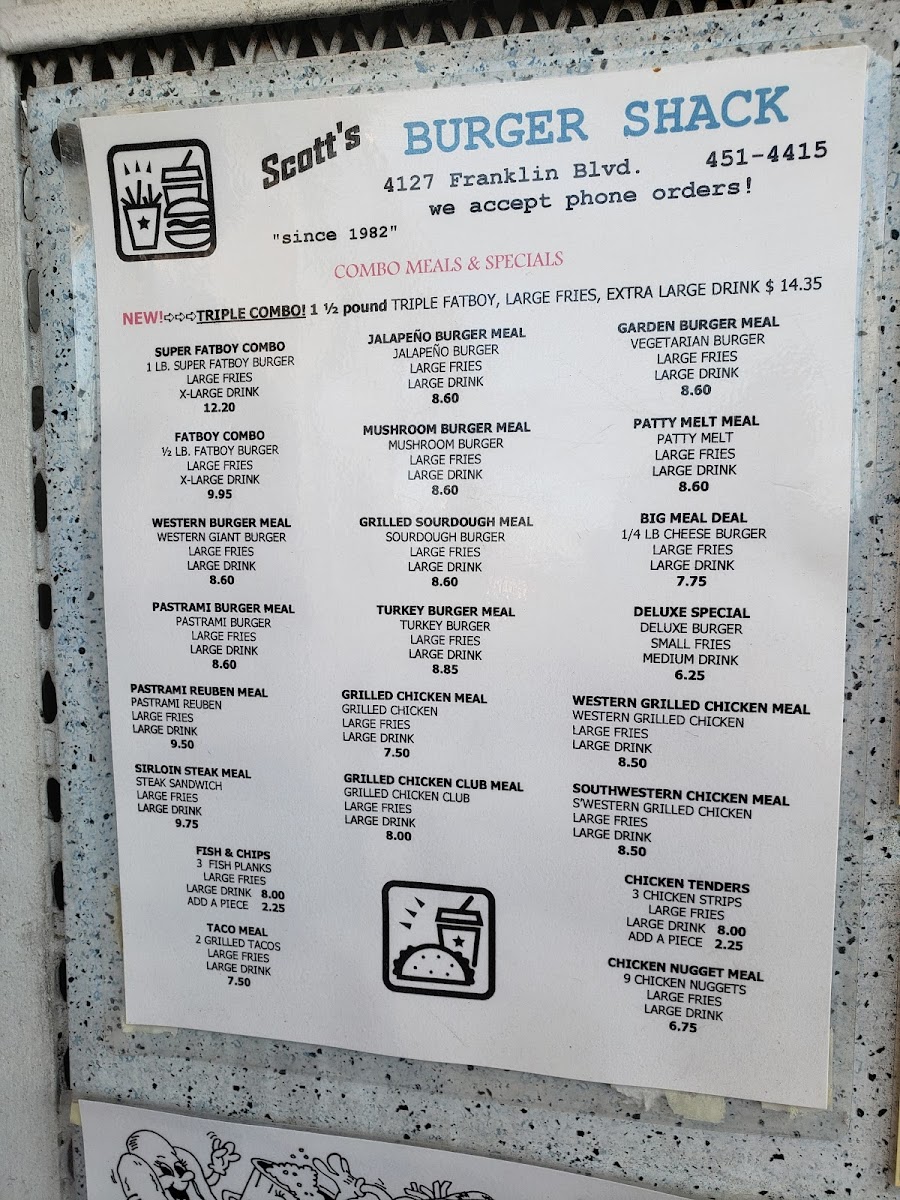 Scott's BURGER SHACK
4127 Franklin Blvd. 451-4415
we accept phone orders!
"since 1982"
COMBO MEALS & SPECIALS
NEW!⇨⇨⇨TRIPLE COMBO! 1 ½ pound TRIPLE FATBOY, LARGE FRIES, EXTRA LARGE DRINK $ 14.35
SUPER FATBOY COMBO
1 LB. SUPER FATBOY BURGER
LARGE FRIES
X-LARGE DRINK
12.20
FATBOY COMBO
½ LB. FATBOY BURGER
LARGE FRIES
X-LARGE DRINK
9.95
WESTERN BURGER MEAL
WESTERN GIANT BURGER
LARGE FRIES
LARGE DRINK
8.60
PASTRAMI BURGER MEAL
PASTRAMI BURGER
LARGE FRIES
LARGE DRINK
8.60
PASTRAMI REUBEN MEAL
PASTRAMI REUBEN
LARGE FRIES
LARGE DRINK
9.50
SIRLOIN STEAK MEAL
STEAK SANDWICH
LARGE FRIES
LARGE DRINK
9.75
FISH & CHIPS
3 FISH PLANKS
LARGE FRIES
LARGE DRINK 8.00
ADD A PIECE 2.25
TACO MEAL
2 GRILLED TACOS
LARGE FRIES
LARGE DRINK
7.50
JALAPEÑO BURGER MEAL
JALAPEÑO BURGER
LARGE FRIES
LARGE DRINK
8.60
MUSHROOM BURGER MEAL
MUSHROOM BURGER
LARGE FRIES
LARGE DRINK
8.60
GRILLED SOURDOUGH MEAL
SOURDOUGH BURGER
LARGE FRIES
LARGE DRINK
8.60
TURKEY BURGER MEAL
TURKEY BURGER
LARGE FRIES
LARGE DRINK
8.85
GRILLED CHICKEN MEAL
GRILLED CHICKEN
LARGE FRIES
LARGE DRINK
7.50
GRILLED CHICKEN CLUB MEAL
GRILLED CHICKEN CLUB
LARGE FRIES
LARGE DRINK
8.00
GARDEN BURGER MEAL
VEGETARIAN BURGER
LARGE FRIES
LARGE DRINK
8.60
PATTY MELT MEAL
PATTY MELT
LARGE FRIES
LARGE DRINK
8.60
BIG MEAL DEAL
1/4 LB CHEESE BURGER
LARGE FRIES
LARGE DRINK
7.75
DELUXE SPECIAL
DELUXE BURGER
SMALL FRIES
MEDIUM DRINK
6.25
WESTERN GRILLED CHICKEN MEAL
WESTERN GRILLED CHICKEN
LARGE FRIES
LARGE DRINK
8.50
SOUTHWESTERN CHICKEN MEAL
S'WESTERN GRILLED CHICKEN
LARGE FRIES
LARGE DRINK
8.50
CHICKEN TENDERS
3 CHICKEN STRIPS
LARGE FRIES
LARGE DRINK 8.00
ADD A PIECE 2.25
CHICKEN NUGGET MEAL
9 CHICKEN NUGGETS
LARGE FRIES
LARGE DRINK
6.75